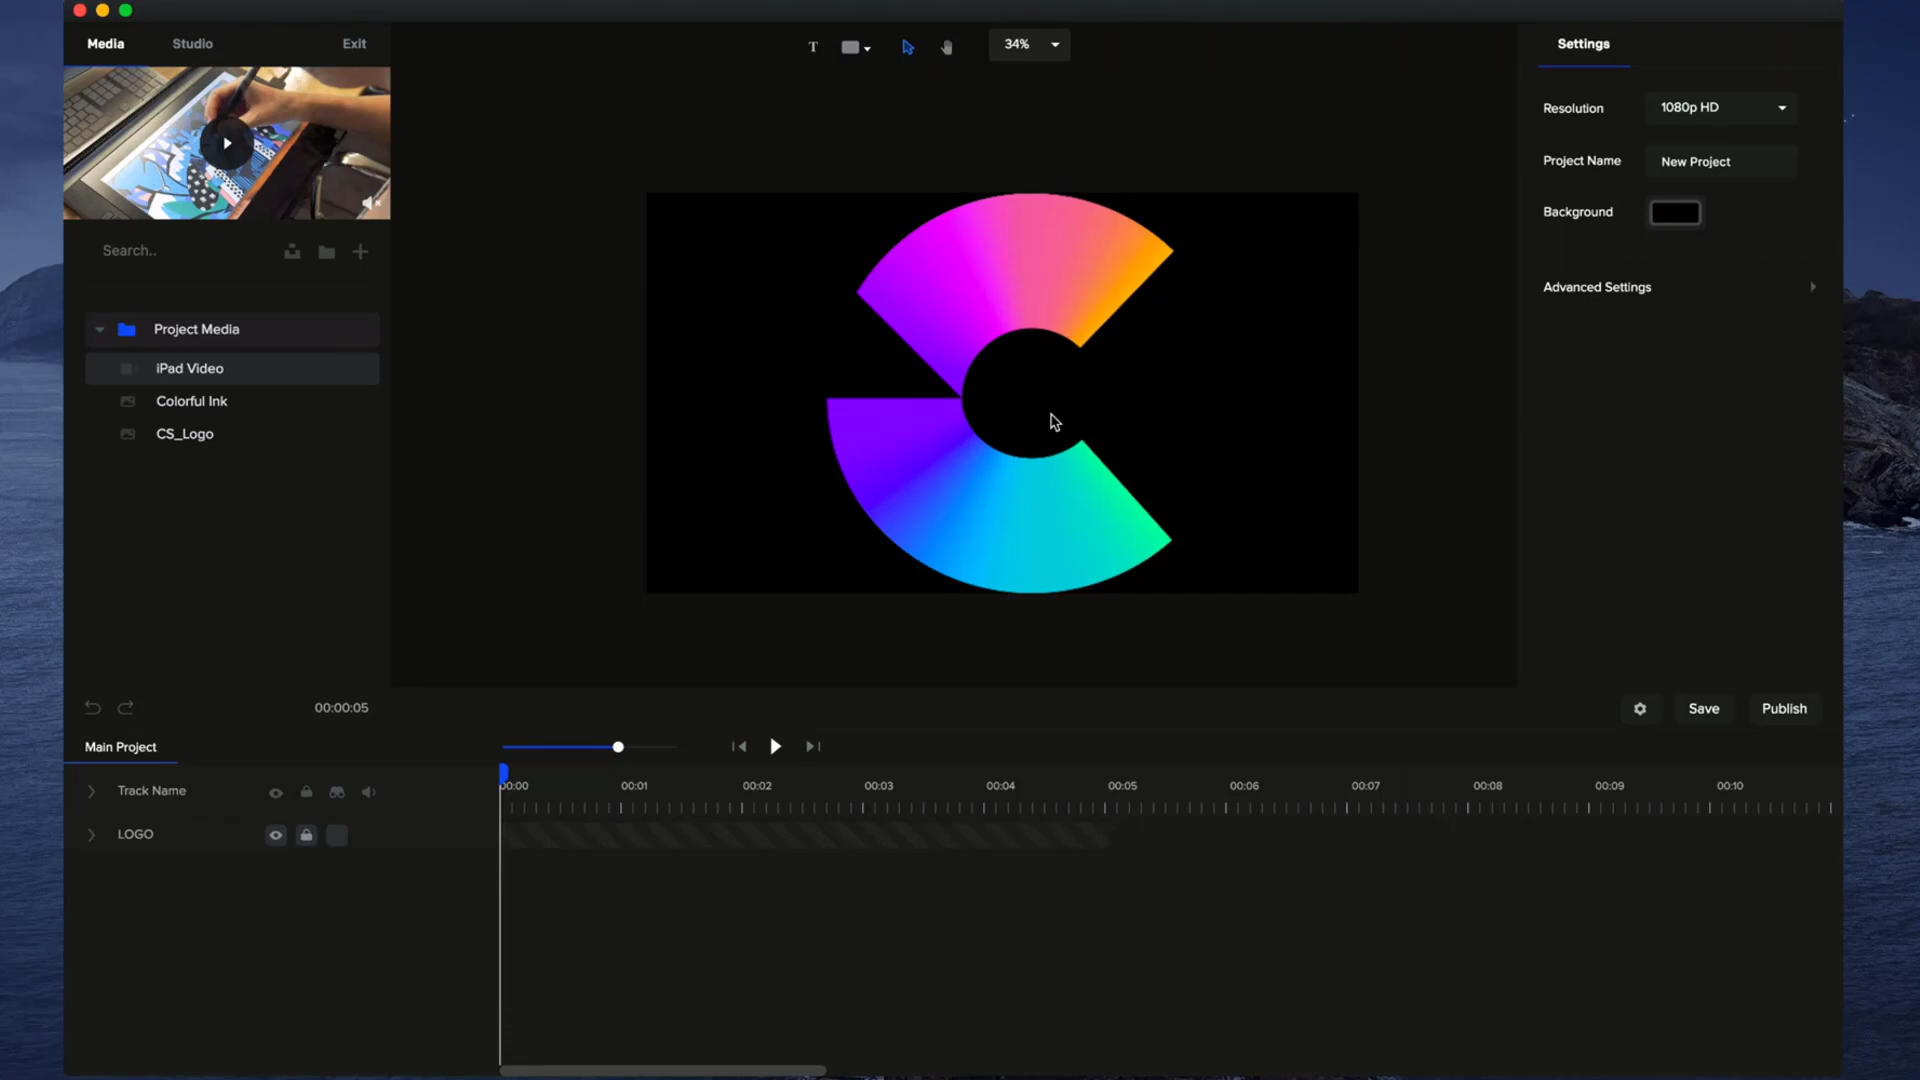 Media
Studio
Exit
T
34%
Settings
Resolution
1080p HD
Project Name
New Project
Background
Advanced Settings
Search..
Project Media
iPad Video
Colorful Ink
CS_Logo
00:00:05
Save
Publish
Main Project
Track Name
00:00
00:01
00:02
00:03
00:04
00:05
00:06
00:07
00:08
00:09
00:10
LOGO